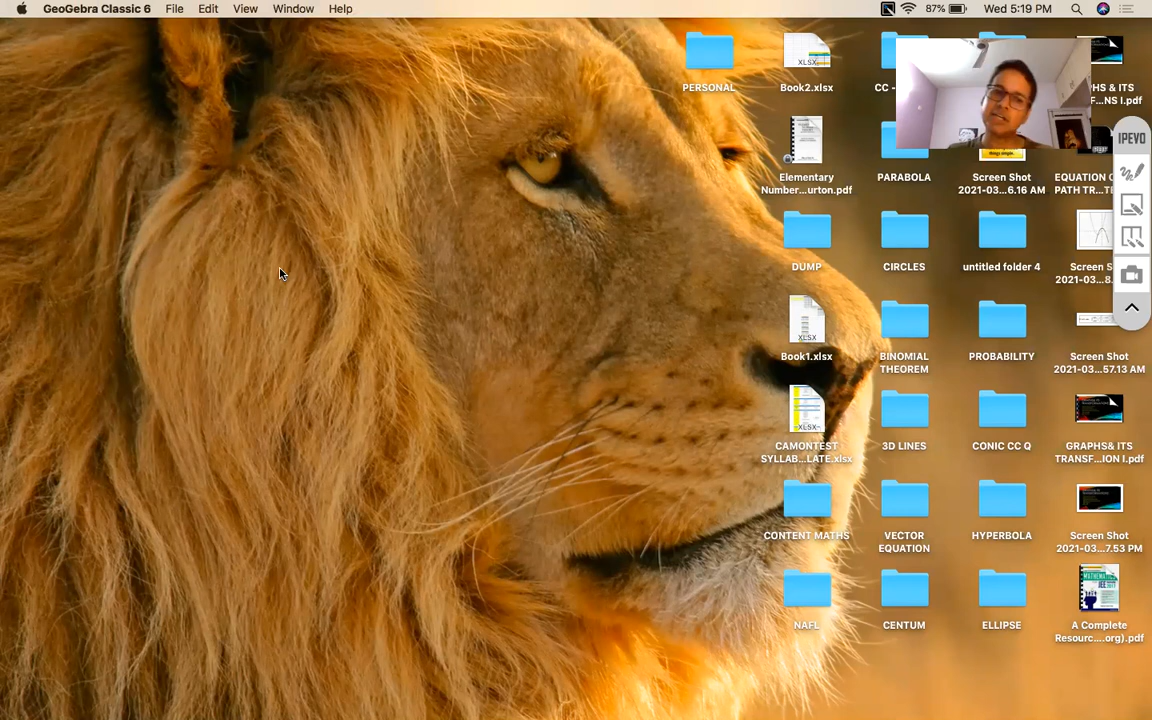 GeoGebra Classic 6 File Edit View Window Help 87% Wed 5:19 PM
PERSONAL
XLSX
Book2.xlsx
CC -
HS & ITS
F...NS I.pdf
Elementary
Number...urton.pdf
PARABOLA
Screen Shot
2021-03...6.16 AM
EQUATION
PATH TR...TE
IPEVO
DUMP
CIRCLES
untitled folder 4
Screen S
2021-03...8.
XLSX
Book1.xlsx
BINOMIAL
THEOREM
PROBABILITY
Screen Shot
2021-03...57.13 AM
XLSX
CAMONTEST
SYLLAB...LATE.xlsx
3D LINES
CONIC CC Q
GRAPHS& ITS
TRANSF...ION I.pdf
CONTENT MATHS
VECTOR
EQUATION
HYPERBOLA
Screen Shot
2021-03...7.53 PM
NAFL
CENTUM
ELLIPSE
A Complete
Resourc....org).pdf